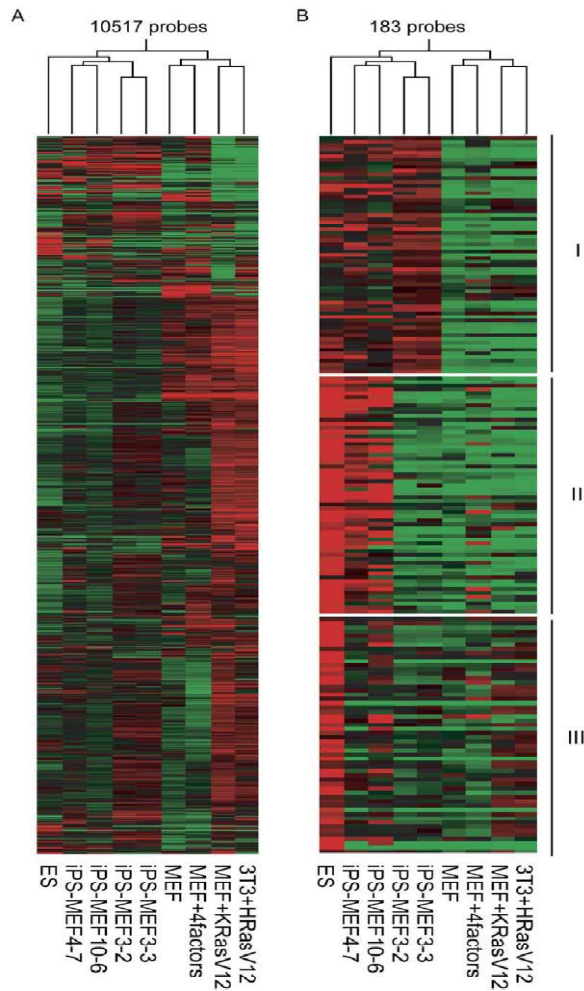 A
10517 probes
B
183 probes
I
II
III
ES
iPS-MEF4-7
iPS-MEF10-6
iPS-MEF3-2
iPS-MEF3-3
MEF
MEF+4factors
MEF+KRasV12
3T3+HRasV12
ES
iPS-MEF4-7
iPS-MEF10-6
iPS-MEF3-2
iPS-MEF3-3
MEF
MEF+4factors
MEF+KRasV12
3T3+HRasV12